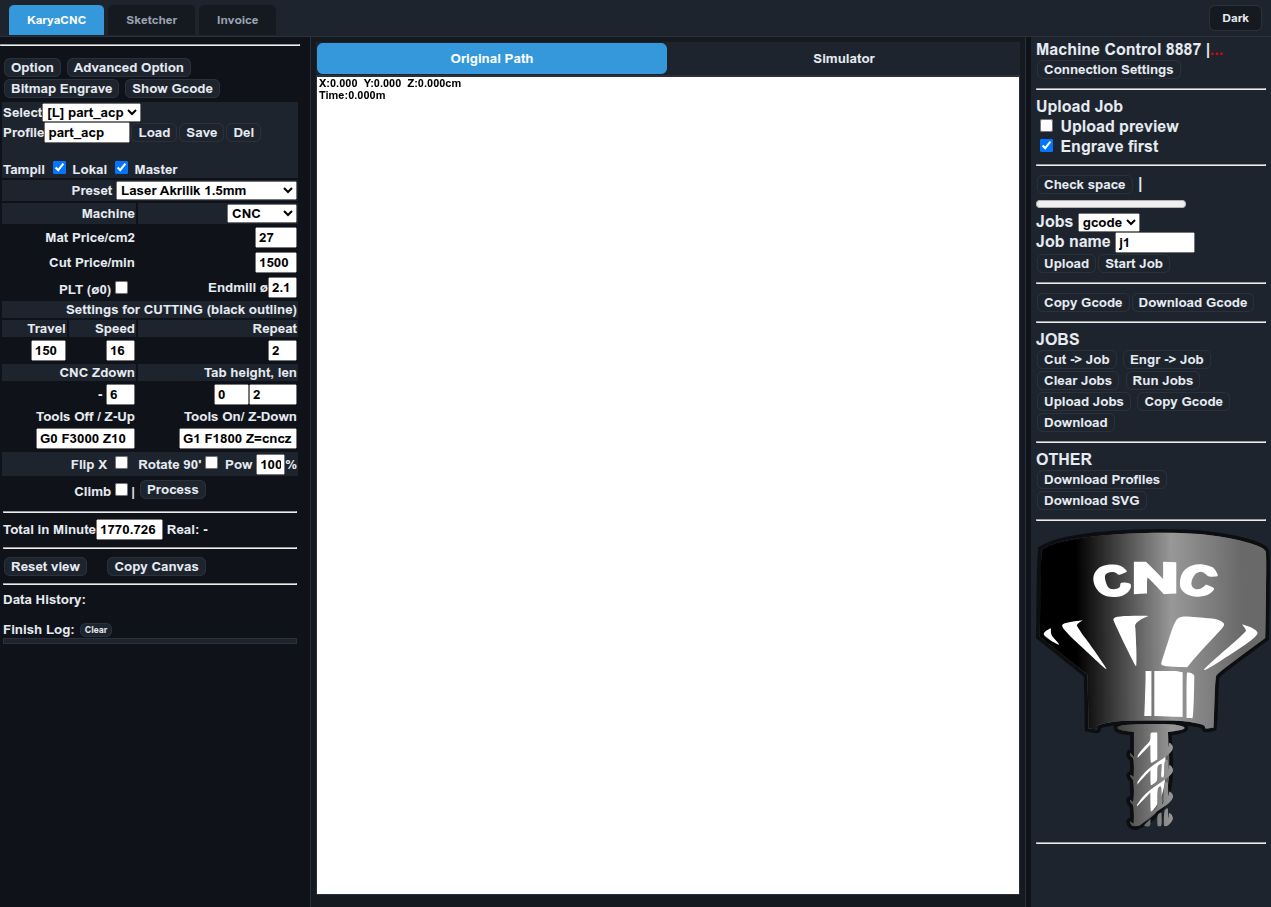 KaryaCNC Sketcher Invoice Dark
Option Advanced Option
Bitmap Engrave Show Gcode
Select [L] part_acp
Profile part_acp Load Save Del
Tampil Lokal Master
Preset Laser Akrilik 1.5mm
Machine CNC
Mat Price/cm2 27
Cut Price/min 1500
PLT (ø0) Endmill ø 2.1
Settings for CUTTING (black outline)
Travel Speed Repeat
150 16 2
CNC Zdown Tab height, len
- 6 0 2
Tools Off / Z-Up Tools On/ Z-Down
G0 F3000 Z10 G1 F1800 Z=cncz
Flip X Rotate 90' Pow 100 %
Climb | Process
Total in Minute 1770.726 Real: -
Reset view Copy Canvas
Data History:
Finish Log: Clear
Original Path Simulator
X:0.000 Y:0.000 Z:0.000cm
Time:0.000m
Machine Control 8887 |...
Connection Settings
Upload Job
Upload preview
Engrave first
Check space |
Jobs gcode
Job name j1
Upload Start Job
Copy Gcode Download Gcode
JOBS
Cut -> Job Engr -> Job
Clear Jobs Run Jobs
Upload Jobs Copy Gcode
Download
OTHER
Download Profiles
Download SVG
CNC